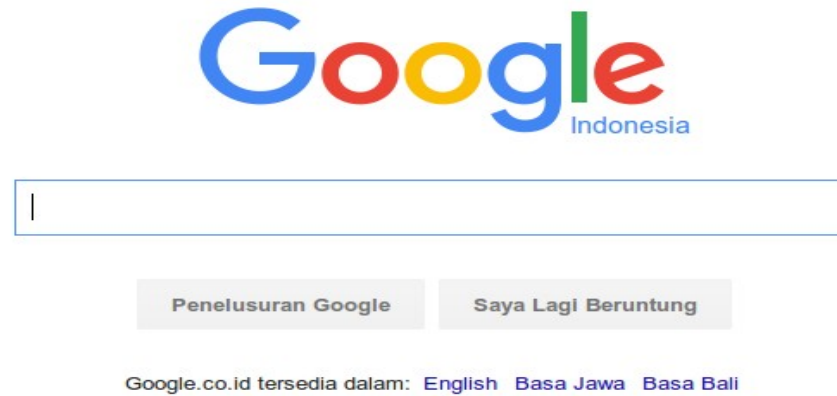 Google
Indonesia
Penelusuran Google Saya Lagi Beruntung
Google.co.id tersedia dalam: English Basa Jawa Basa Bali